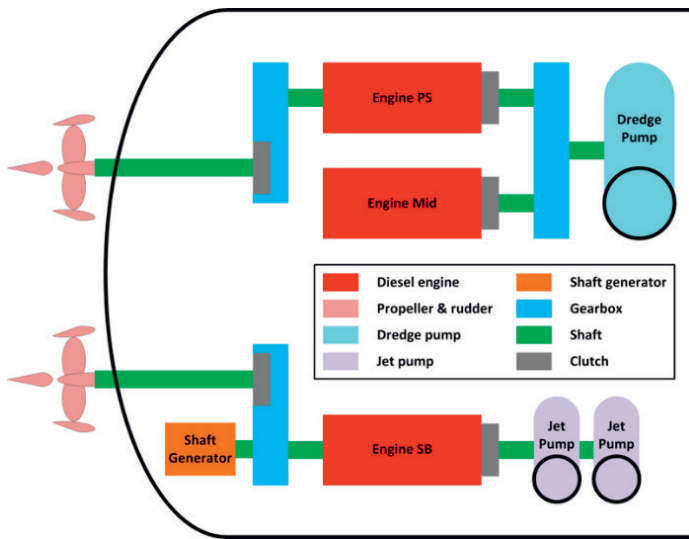 Engine PS
Dredge
Pump
Engine Mid
Diesel engine
Shaft generator
Propeller & rudder
Gearbox
Dredge pump
Shaft
Jet pump
Clutch
Shaft
Generator
Engine SB
Jet
Pump
Jet
Pump